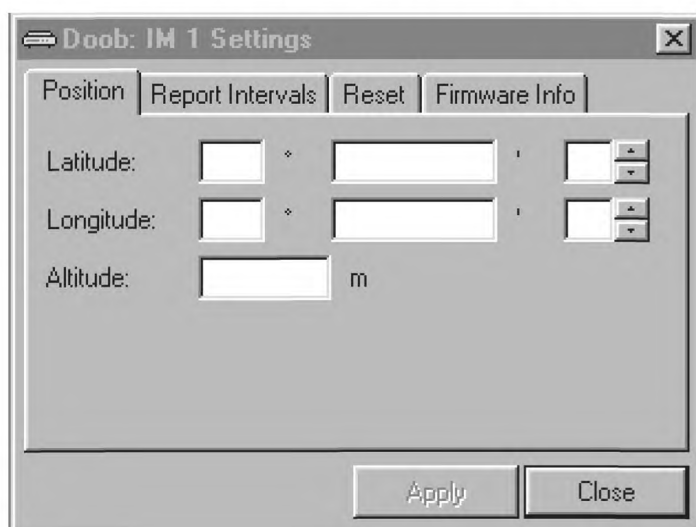 Doob: IM 1 Settings
Position Report Intervals Reset Firmware Info
Latitude: ° '
Longitude: ° '
Altitude: m
Apply Close